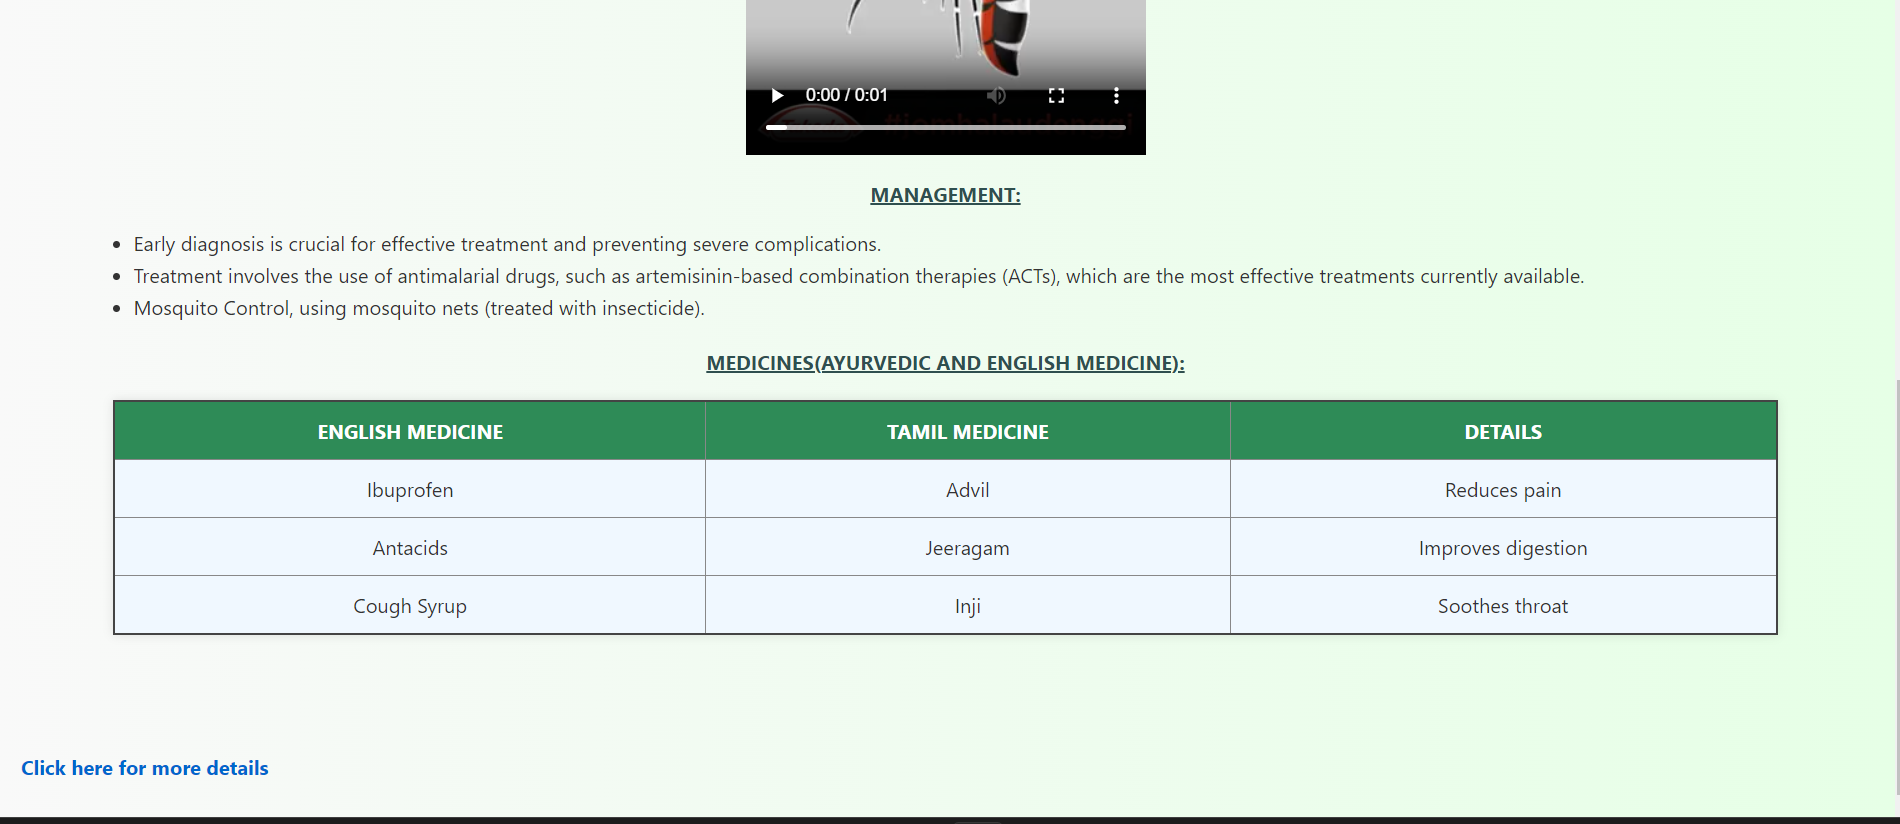 0:00 / 0:01
MANAGEMENT:
Early diagnosis is crucial for effective treatment and preventing severe complications.
Treatment involves the use of antimalarial drugs, such as artemisinin-based combination therapies (ACTs), which are the most effective treatments currently available.
Mosquito Control, using mosquito nets (treated with insecticide).
MEDICINES(AYURVEDIC AND ENGLISH MEDICINE):
ENGLISH MEDICINE TAMIL MEDICINE DETAILS
Ibuprofen Advil Reduces pain
Antacids Jeeragam Improves digestion
Cough Syrup Inji Soothes throat
Click here for more details